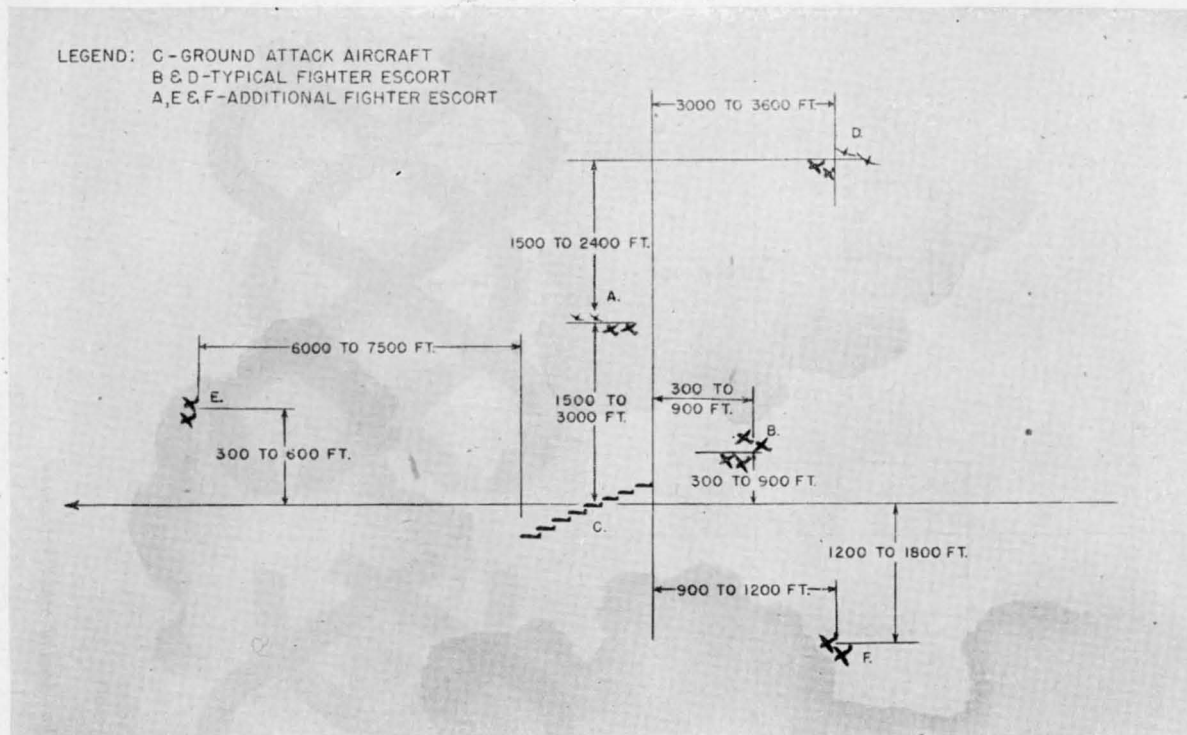 LEGEND: C-GROUND ATTACK AIRCRAFT
B & D-TYPICAL FIGHTER ESCORT
A,E & F-ADDITIONAL FIGHTER ESCORT
3000 TO 3600 FT.
D.
1500 TO 2400 FT.
A.
6000 TO 7500 FT.
E.
300 TO
900 FT.
1500 TO
3000 FT.
B.
300 TO 600 FT.
300 TO 900 FT.
C.
1200 TO 1800 FT.
900 TO 1200 FT.
F.